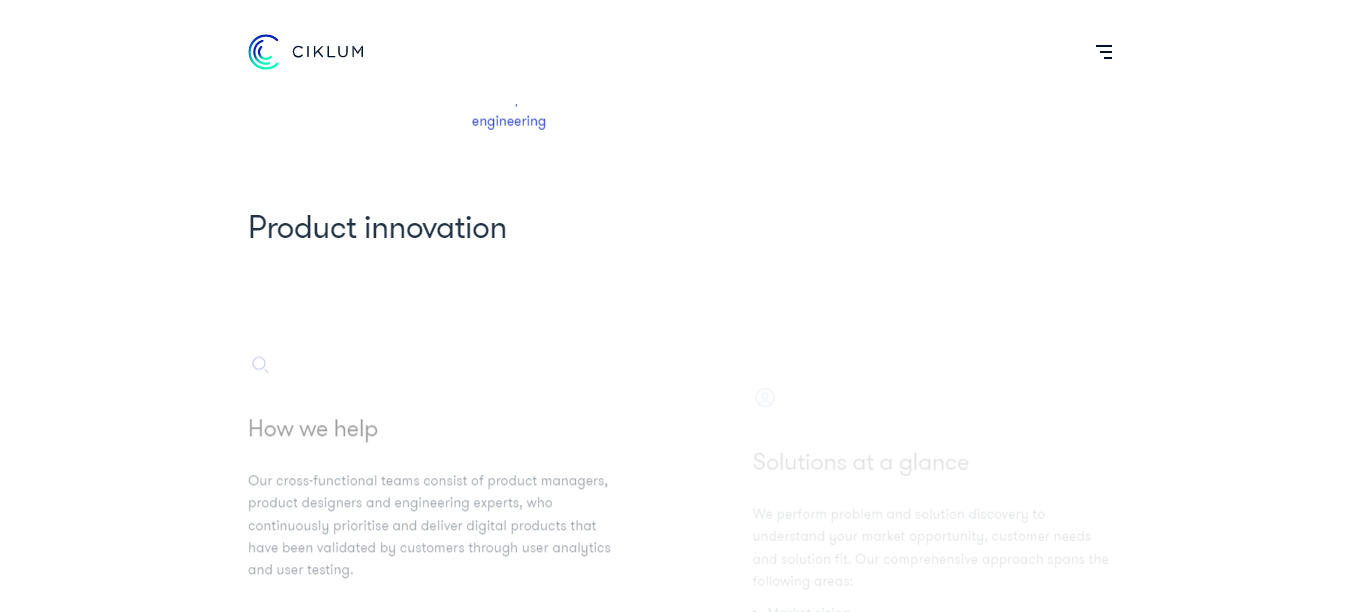 CIKLUM
engineering
Product innovation
How we help
Our cross-functional teams consist of product managers,
product designers and engineering experts, who
continuously prioritise and deliver digital products that
have been validated by customers through user analytics
and user testing.
Solutions at a glance
We perform problem and solution discovery to
understand your market opportunity, customer needs
and solution fit. Our comprehensive approach spans the
following areas:
Market sizing